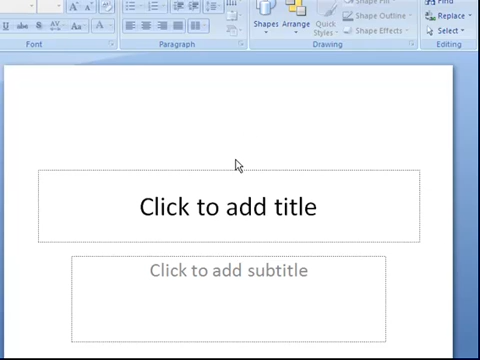 Shape Fill
Find
Shapes Arrange Quick Styles
Shape Outline
Replace
Shape Effects
Select
Font Paragraph Drawing Editing
Click to add title
Click to add subtitle